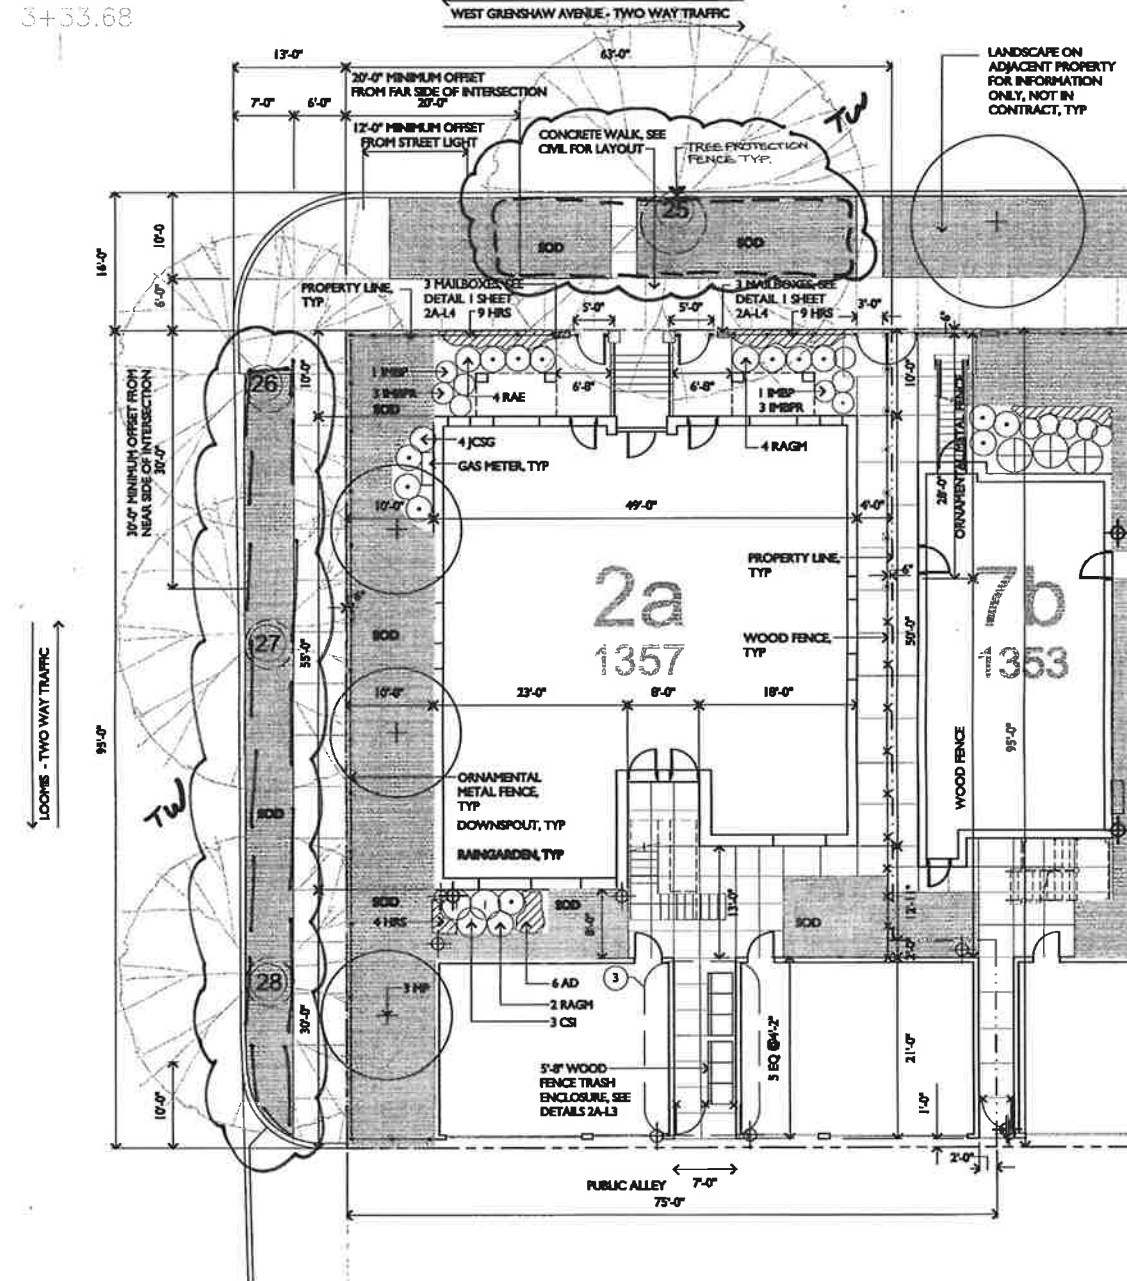 3+33.68
WEST GRENSHAW AVENUE - TWO WAY TRAFFIC
13'-0"
63'-0"
20'-0" MINIMUM OFFSET
FROM FAR SIDE OF INTERSECTION
7'-0"
6'-0"
20'-0"
12'-0" MINIMUM OFFSET
FROM STREET LIGHT
CONCRETE WALK, SEE
CIVIL FOR LAYOUT
TREE PROTECTION
FENCE TYP.
TW
LANDSCAPE ON
ADJACENT PROPERTY
FOR INFORMATION
ONLY, NOT IN
CONTRACT, TYP
16'-0"
10'-0
6'-0"
25
SOD
SOD
PROPERTY LINE,
TYP
3 MAILBOXES, SEE
DETAIL 1 SHEET
2A-L4
9 HRS
5'-0"
5'-0"
3 MAILBOXES, SEE
DETAIL 1 SHEET
2A-L4
9 HRS
3'-0"
26
10'-0"
1 IMBP
3 IMBPR
SOD
4 RAE
6'-8"
6'-8"
1 IMBP
3 IMBPR
10'-0"
30'-0" MINIMUM OFFSET FROM
NEAR SIDE OF INTERSECTION
30'-0"
4 JCSG
GAS METER, TYP
4 RAGM
28'-0"
ORNAMENTAL METAL FENCE
10'-0"
49'-0"
4'-0"
PROPERTY LINE,
TYP
6"
2a
1357
7b
1353
27
55'-0"
SOD
WOOD FENCE,
TYP
50'-0"
LOOMIS - TWO WAY TRAFFIC
95'-0"
10'-0"
23'-0"
8'-0"
18'-0"
95'-0"
WOOD FENCE
TW
SOD
ORNAMENTAL
METAL FENCE,
TYP
DOWNSPOUT, TYP
RAINGARDEN, TYP
SOD
4 HRS
SOD
8'-0"
13'-0"
SOD
12'-1"
2'-0"
28
30'-0"
3 MP
6 AD
2 RAGM
3 CSI
3
5 EQ @4'-2"
21'-0"
10'-0"
5'-8" WOOD
FENCE TRASH
ENCLOSURE, SEE
DETAILS 2A-L3
1'-0"
2'-0"
PUBLIC ALLEY
7'-0"
75'-0"